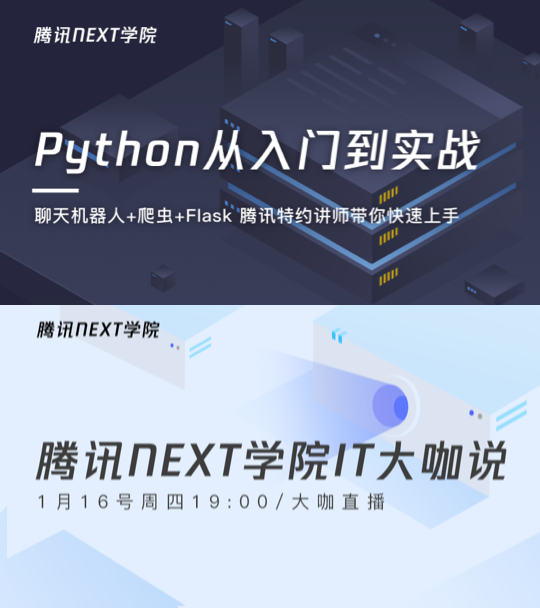 腾讯NEXT学院
Python从入门到实战
聊天机器人+爬虫+Flask 腾讯特约讲师带你快速上手
腾讯NEXT学院
腾讯NEXT学院IT大咖说
1月16号周四19:00/大咖直播